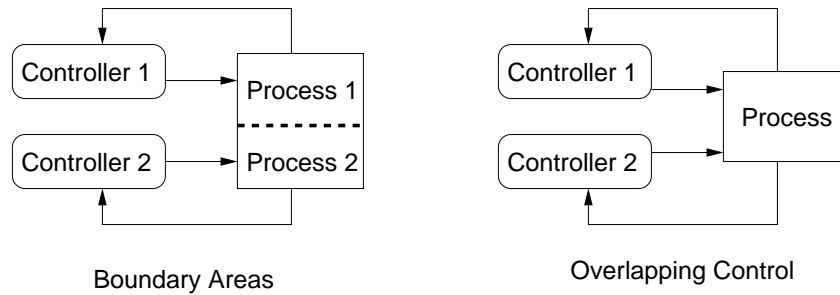 Controller 1
Process 1
Controller 2
Process 2
Boundary Areas
Controller 1
Process
Controller 2
Overlapping Control